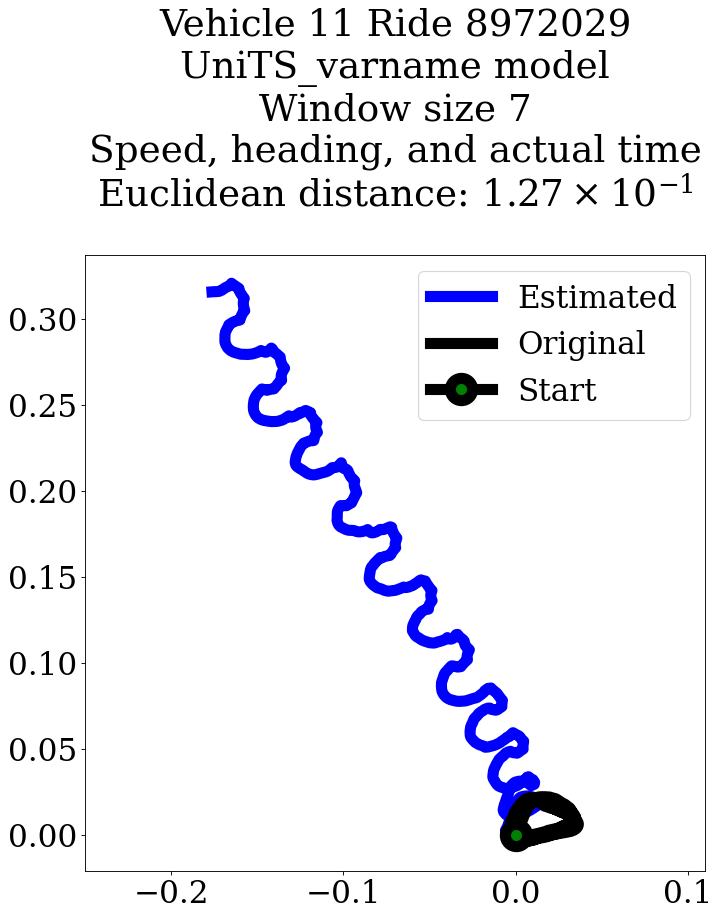 Vehicle 11 Ride 8972029
UniTS_varname model
Window size 7
Speed, heading, and actual time
Euclidean distance: 1.27 × 10⁻¹
Estimated
Original
Start
0.30
0.25
0.20
0.15
0.10
0.05
0.00
−0.2
−0.1
0.0
0.1